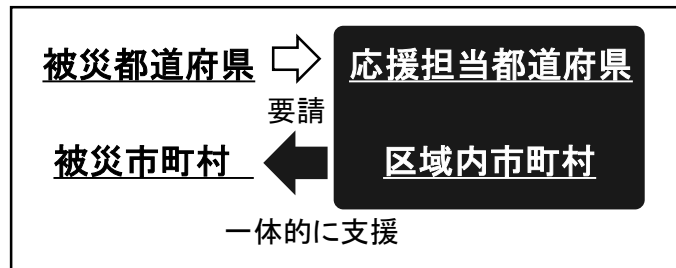 被災都道府県
応援担当都道府県
要請
被災市町村
区域内市町村
一体的に支援